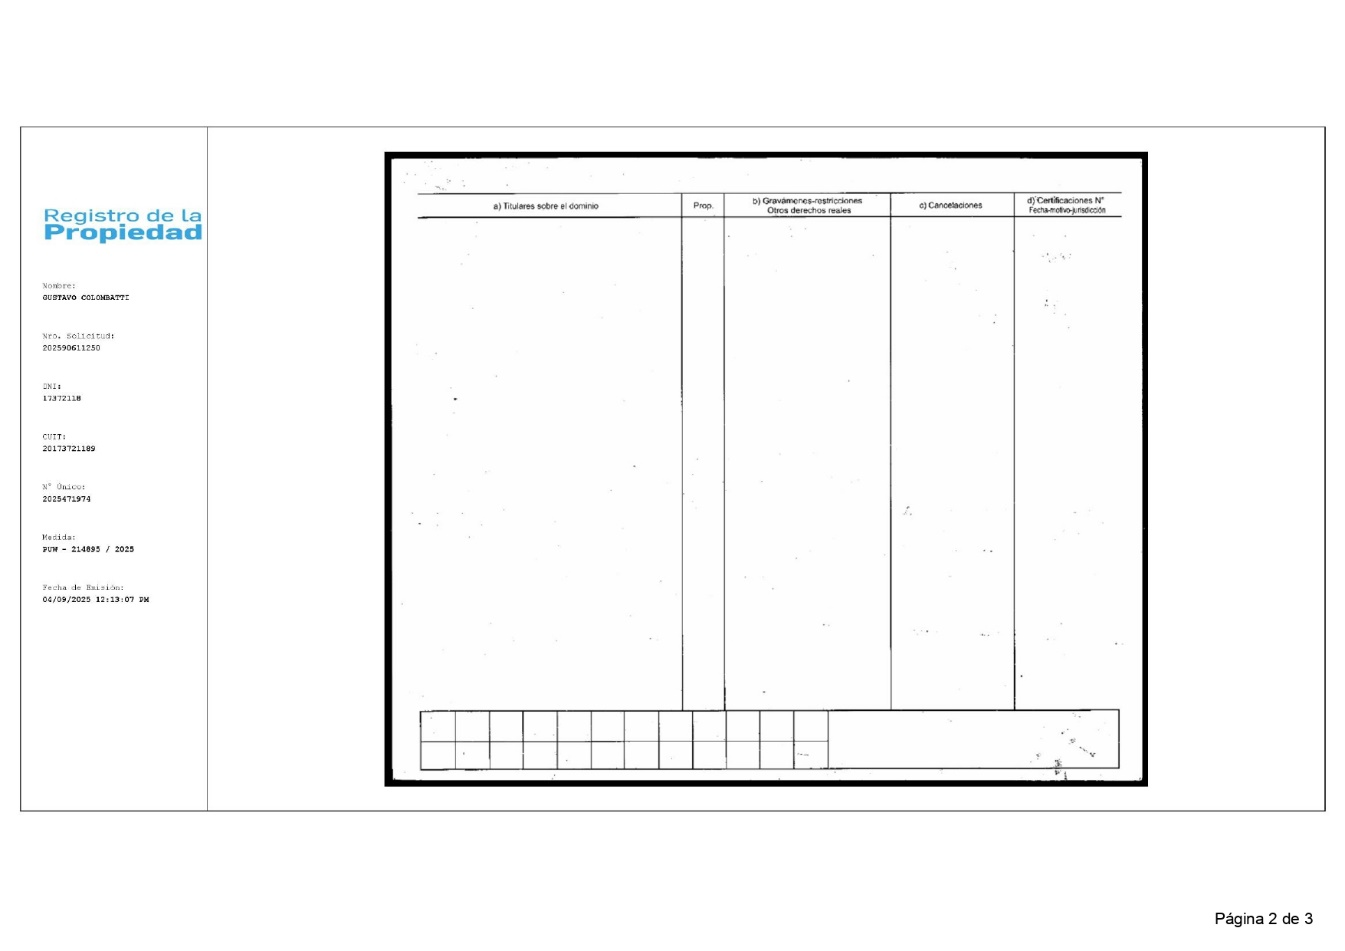 Registro de la
Propiedad
Nombre:
GUSTAVO COLOMBATTI
Nro. Solicitud:
202590611250
DNI:
17372118
CUIT:
20173721189
N° Único:
2025471974
Medida:
PUW - 214895 / 2025
Fecha de Emisión:
04/09/2025 12:13:07 PM
a) Titulares sobre el dominio
Prop.
b) Gravámenes-restricciones
Otros derechos reales
c) Cancelaciones
d) Certificaciones N°
Fecha-motivo-jurisdicción
Página 2 de 3